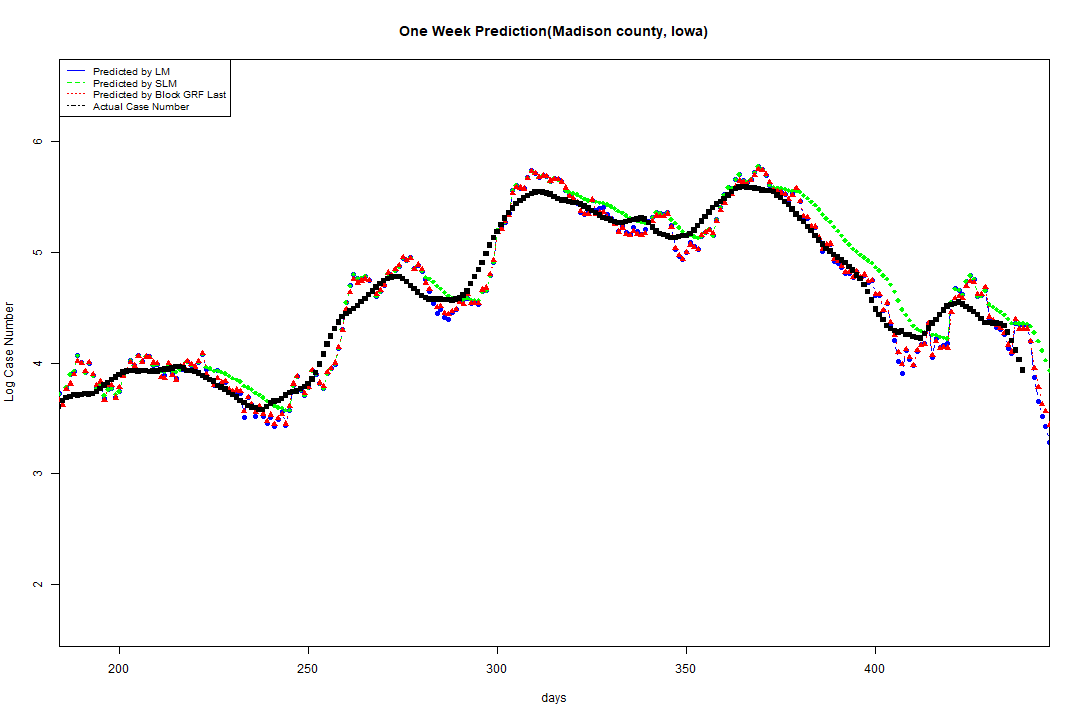 One Week Prediction(Madison county, Iowa)
Predicted by LM
Predicted by SLM
Predicted by Block GRF Last
Actual Case Number
Log Case Number
6
5
4
3
2
200 250 300 350 400
days